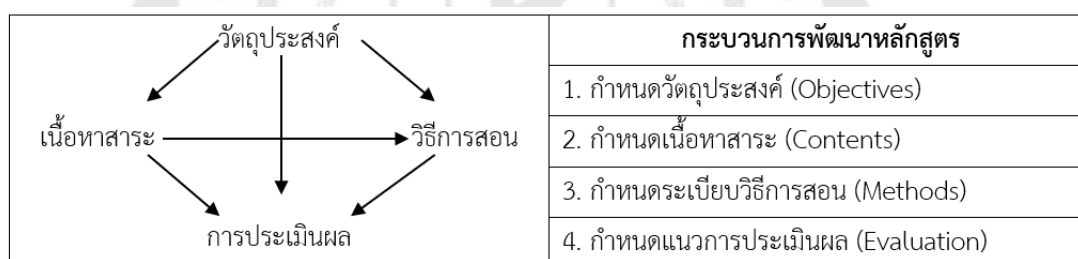 วัตถุประสงค์
เนื้อหาสาระ
วิธีการสอน
การประเมินผล
กระบวนการพัฒนาหลักสูตร
1. กำหนดวัตถุประสงค์ (Objectives)
2. กำหนดเนื้อหาสาระ (Contents)
3. กำหนดระเบียบวิธีการสอน (Methods)
4. กำหนดแนวการประเมินผล (Evaluation)